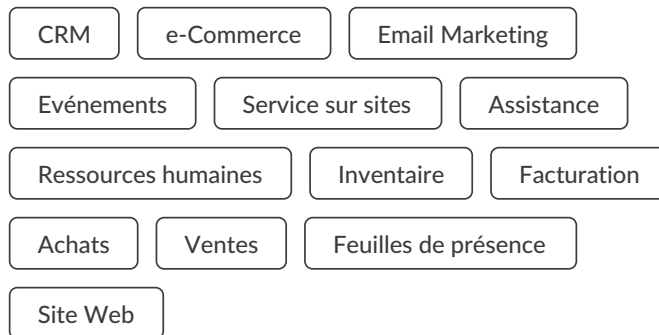 CRM e-Commerce Email Marketing
Evénements Service sur sites Assistance
Ressources humaines Inventaire Facturation
Achats Ventes Feuilles de présence
Site Web